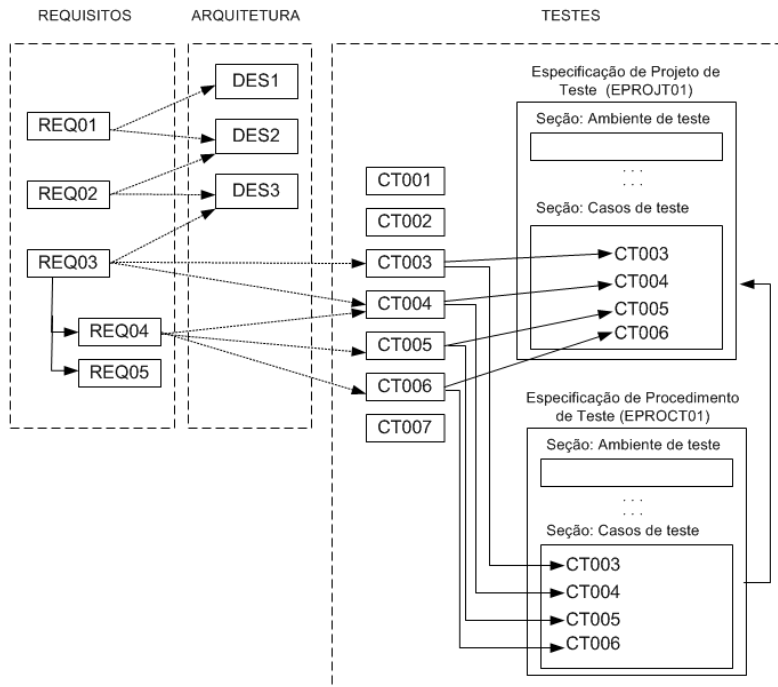 REQUISITOS
ARQUITETURA
TESTES
REQ01
REQ02
REQ03
REQ04
REQ05
DES1
DES2
DES3
CT001
CT002
CT003
CT004
CT005
CT006
CT007
Especificação de Projeto de
Teste (EPROJT01)
Seção: Ambiente de teste
. . .
. . .
Seção: Casos de teste
CT003
CT004
CT005
CT006
Especificação de Procedimento
de Teste (EPROCT01)
Seção: Ambiente de teste
. . .
. . .
Seção: Casos de teste
CT003
CT004
CT005
CT006